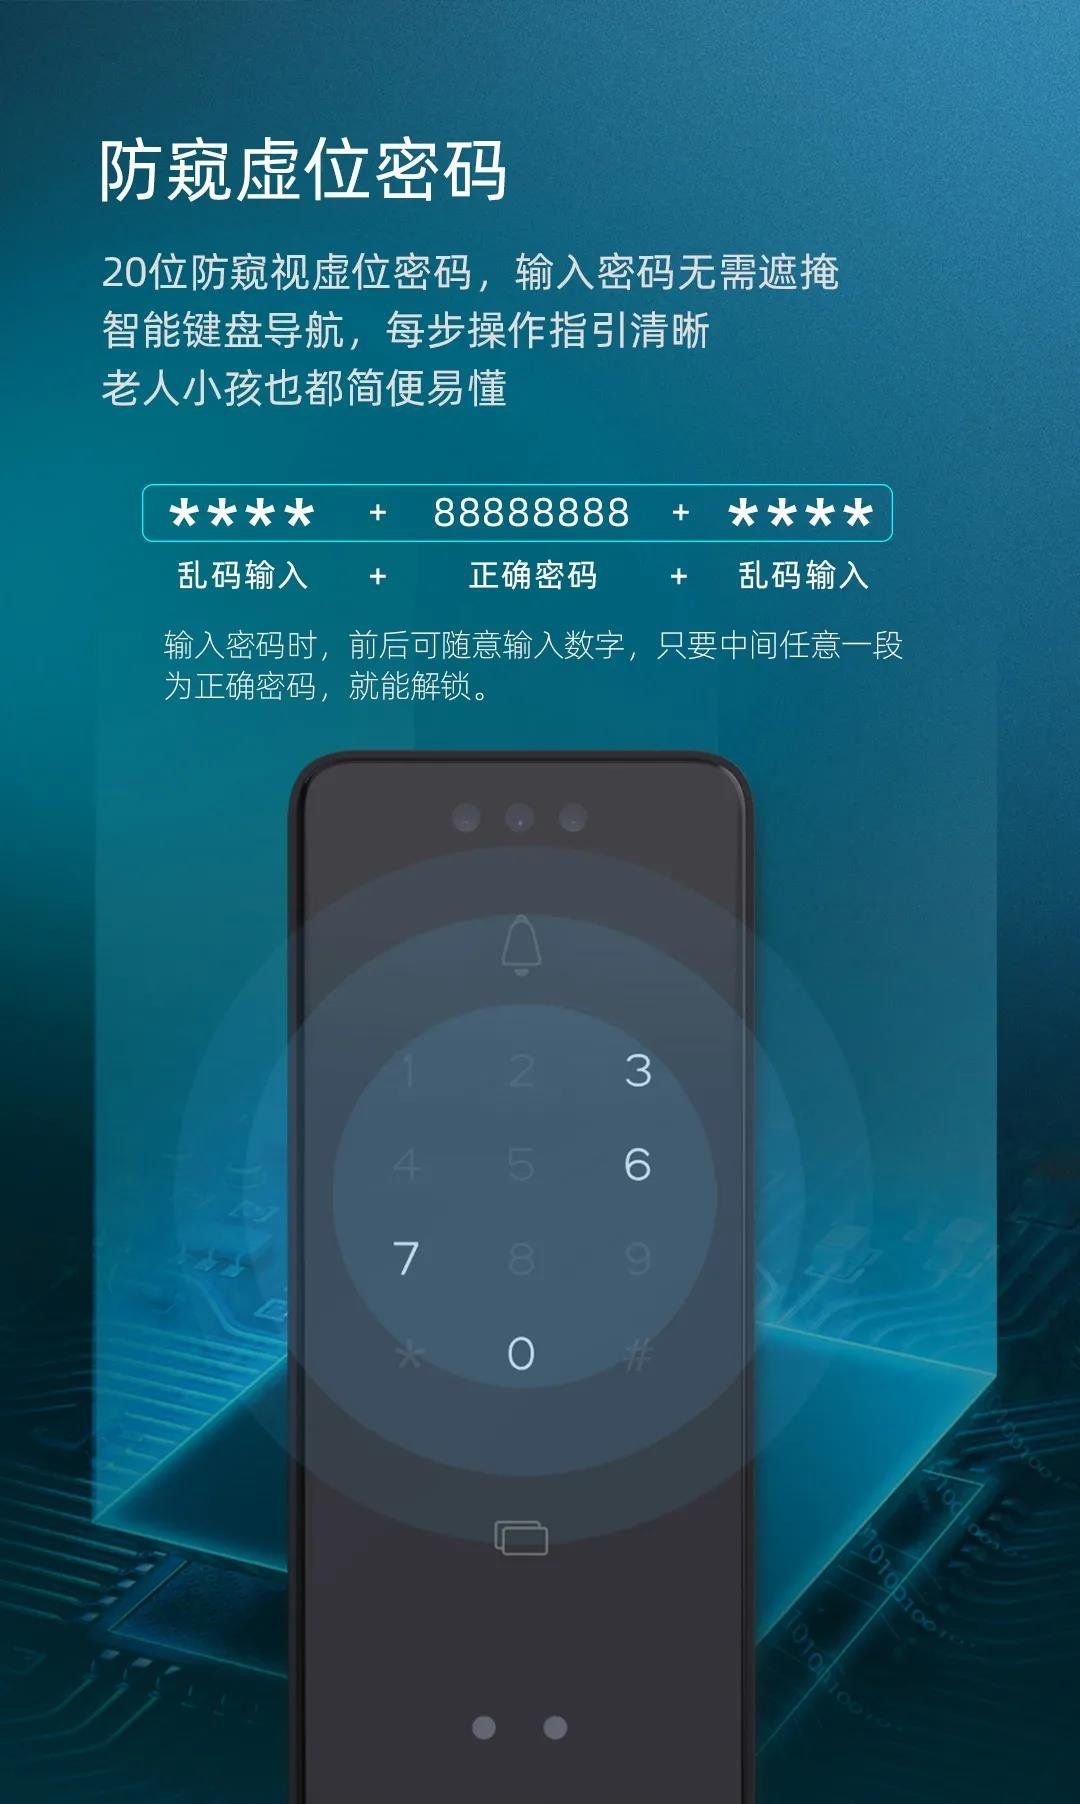 防窥虚位密码
20位防窥视虚位密码，输入密码无需遮掩
智能键盘导航，每步操作指引清晰
老人小孩也都简便易懂
**** + 88888888 + ****
乱码输入 + 正确密码 + 乱码输入
输入密码时，前后可随意输入数字，只要中间任意一段
为正确密码，就能解锁。
1 2 3
4 5 6
7 8 9
* 0 #